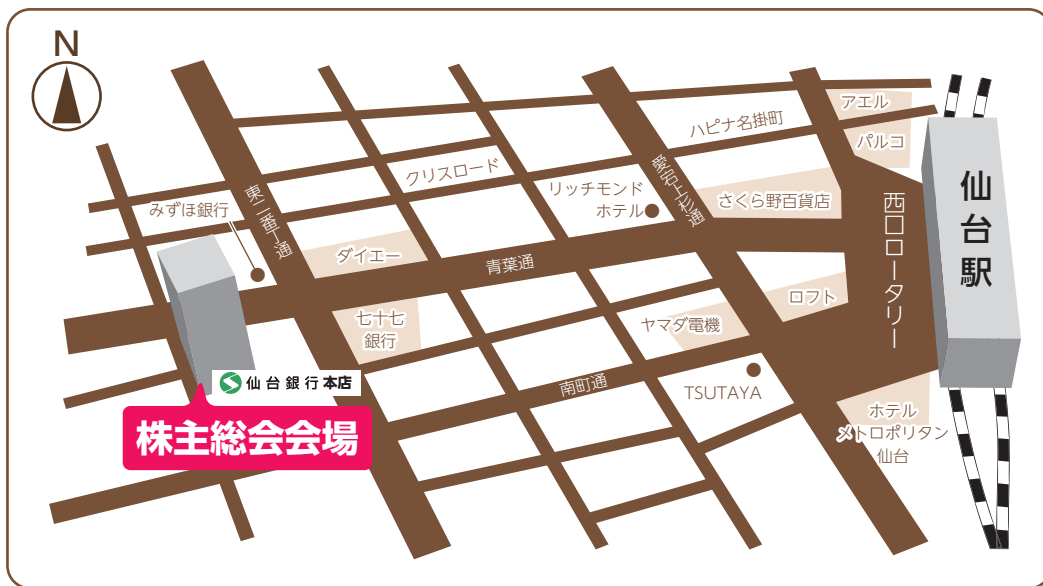 N
アエル
パルコ
ハピナ名掛町
クリスロード
愛宕上杉通
リッチモンド
ホテル
さくら野百貨店
西口ロータリー
仙台駅
みずほ銀行
東二番丁通
ダイエー
青葉通
七十七
銀行
ロフト
ヤマダ電機
南町通
TSUTAYA
仙台銀行本店
株主総会会場
ホテル
メトロポリタン
仙台